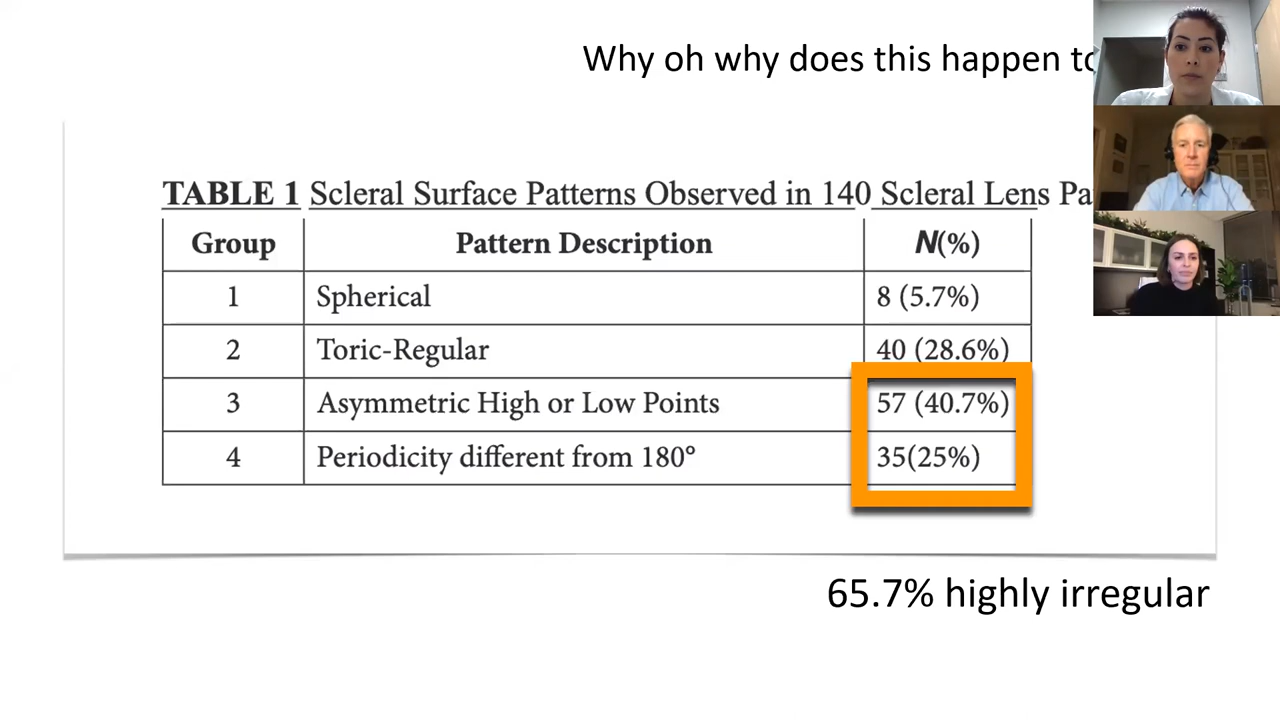 Why oh why does this happen to
TABLE 1 Scleral Surface Patterns Observed in 140 Scleral Lens
Group Pattern Description N(%)
1 Spherical 8 (5.7%)
2 Toric-Regular 40 (28.6%)
3 Asymmetric High or Low Points 57 (40.7%)
4 Periodicity different from 180° 35(25%)
65.7% highly irregular